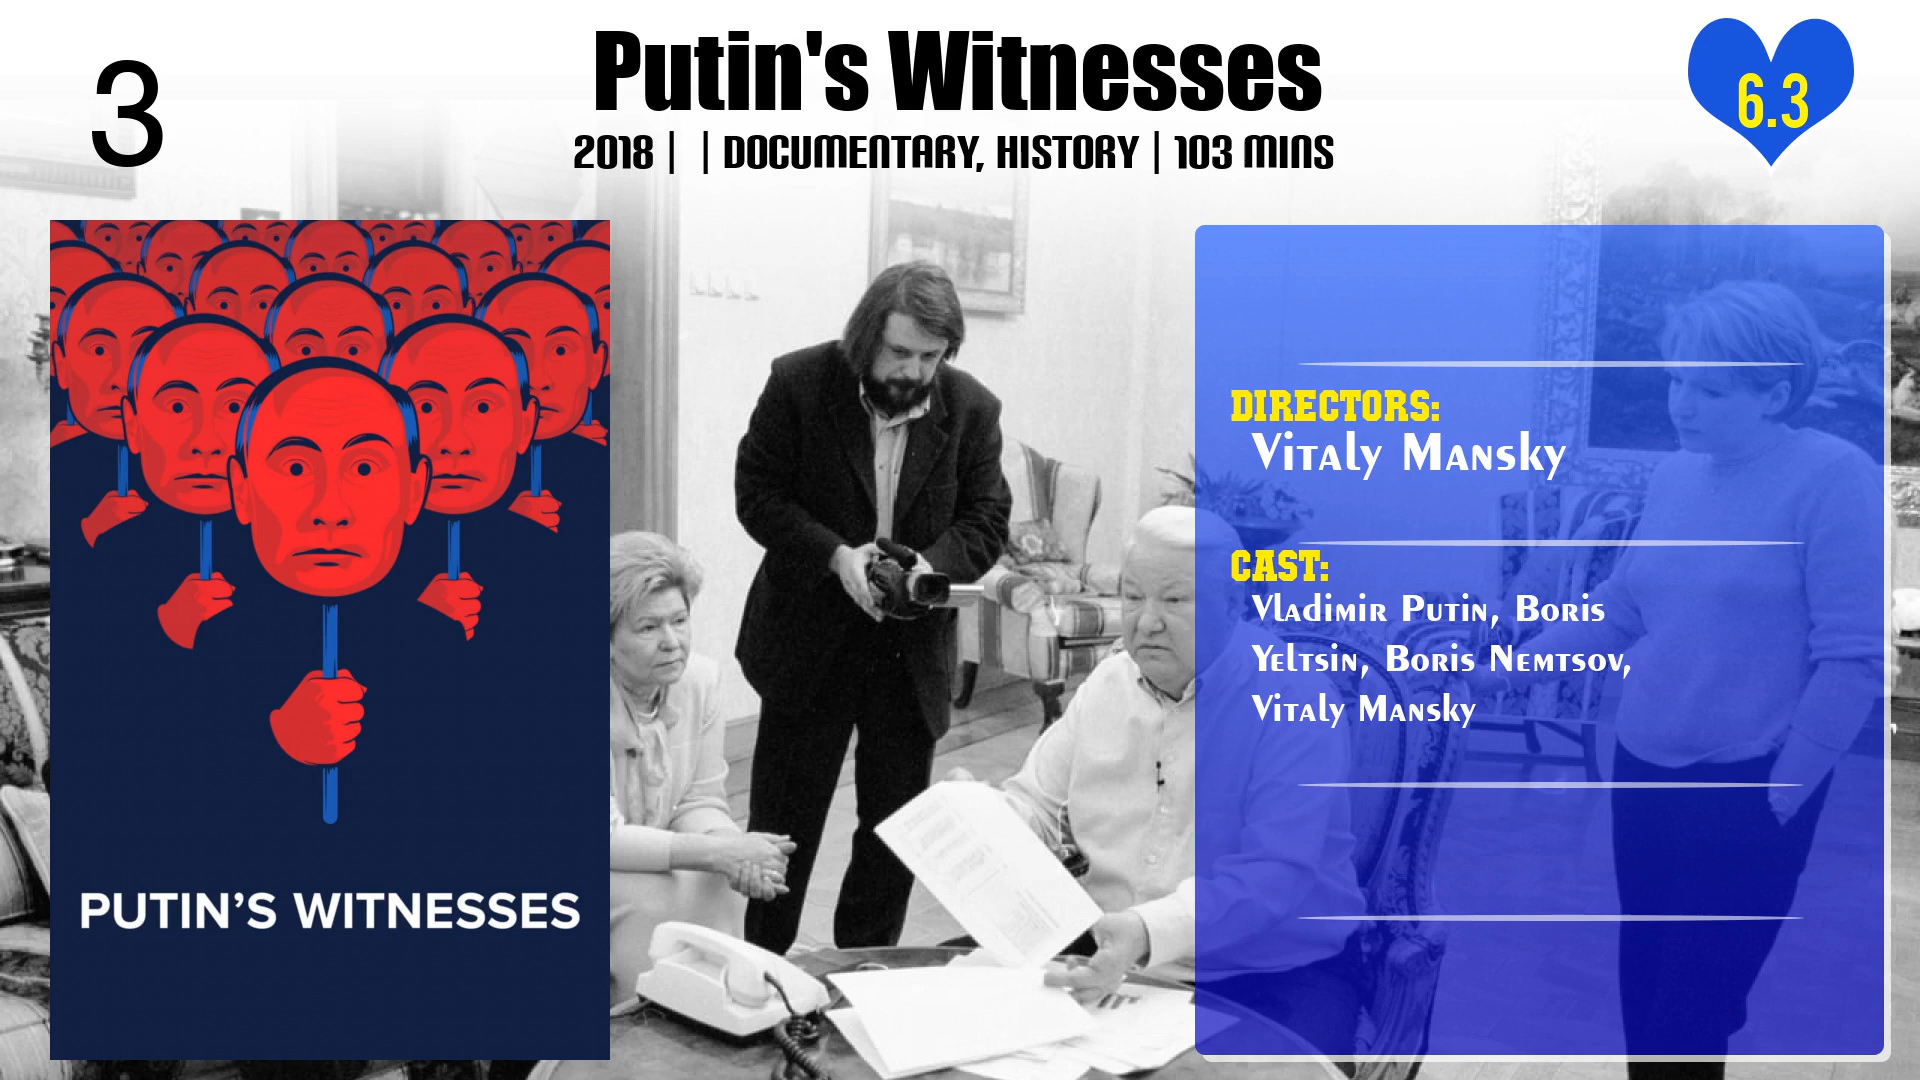 3
Putin's Witnesses
6.3
2018 | | DOCUMENTARY, HISTORY | 103 MINS
PUTIN’S WITNESSES
DIRECTORS:
Vitaly Mansky
CAST:
Vladimir Putin, Boris
Yeltsin, Boris Nemtsov,
Vitaly Mansky